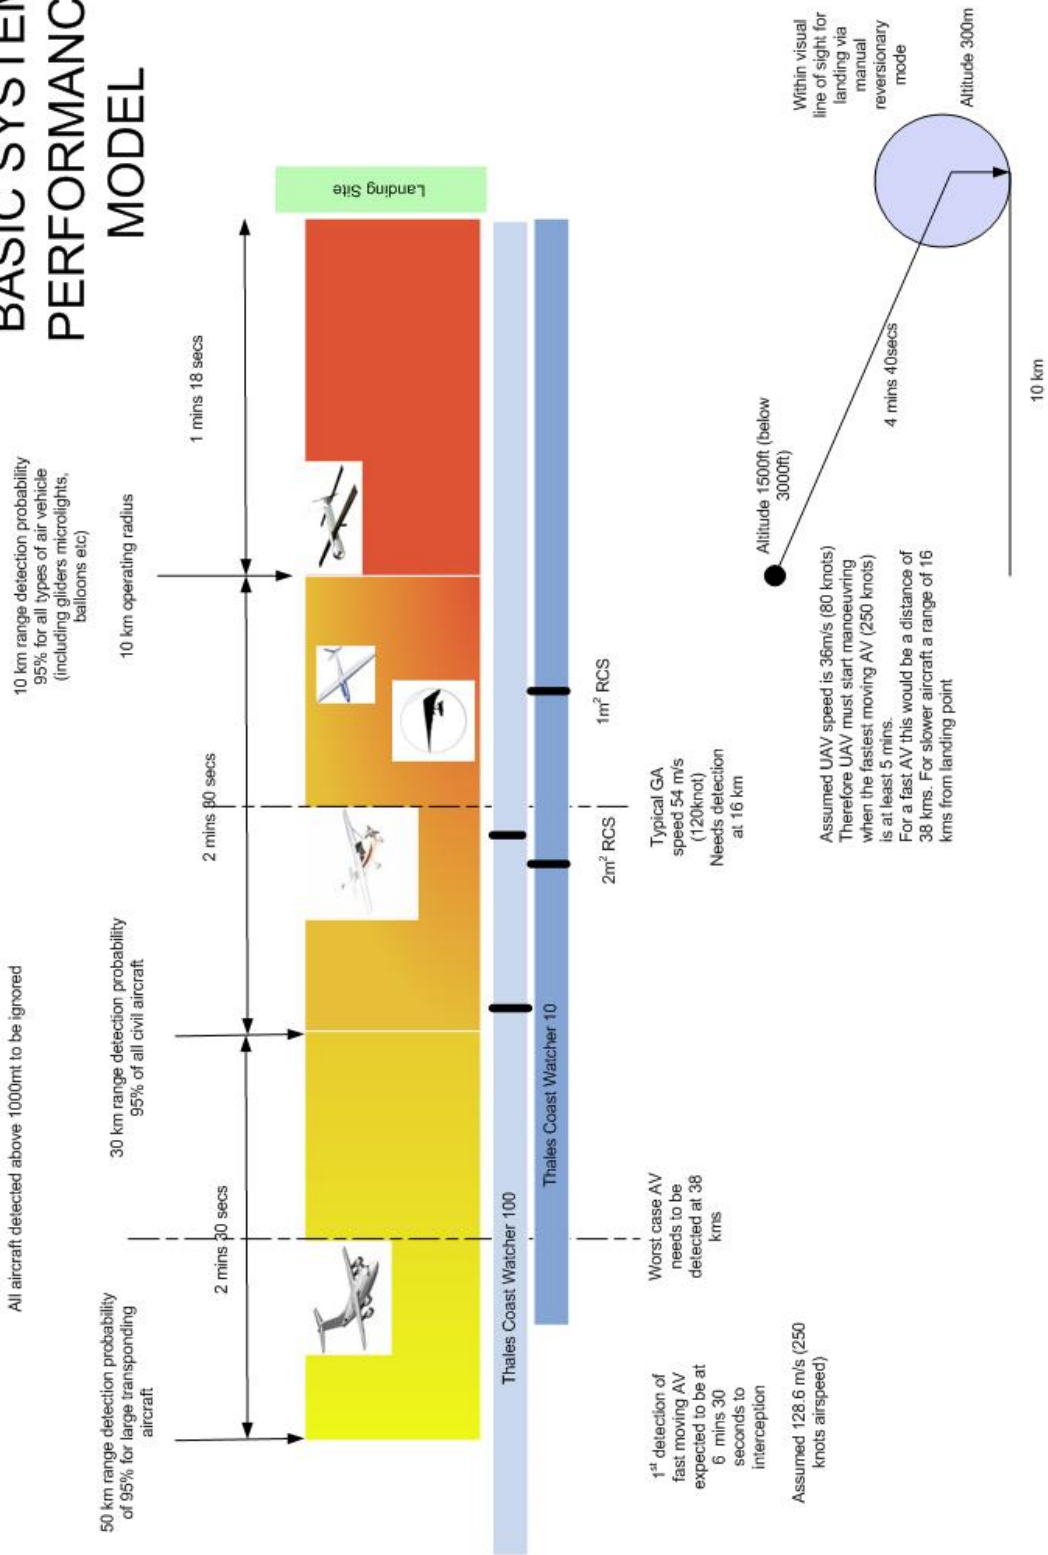 BASIC SYSTEM
PERFORMANC
MODEL
All aircraft detected above 1000mt to be ignored
50 km range detection probability
of 95% for large transponding
aircraft
30 km range detection probability
95% of all civil aircraft
10 km range detection probability
95% for all types of air vehicle
(including gliders microlights,
balloons etc)
10 km operating radius
2 mins 30 secs
2 mins 30 secs
1 mins 18 secs
Landing Site
Thales Coast Watcher 100
Thales Coast Watcher 10
2m² RCS
1m² RCS
1st detection of
fast moving AV
expected to be at
6 mins 30
seconds to
interception
Assumed 128.6 m/s (250
knots airspeed)
Worst case AV
needs to be
detected at 38
kms
Typical GA
speed 54 m/s
(120knot)
Needs detection
at 16 km
Assumed UAV speed is 36m/s (80 knots)
Therefore UAV must start manoeuvring
when the fastest moving AV (250 knots)
is at least 5 mins.
For a fast AV this would be a distance of
38 kms. For slower aircraft a range of 16
kms from landing point
Altitude 1500ft (below
3000ft)
4 mins 40secs
10 km
Within visual
line of sight for
landing via
manual
reversionary
mode
Altitude 300m